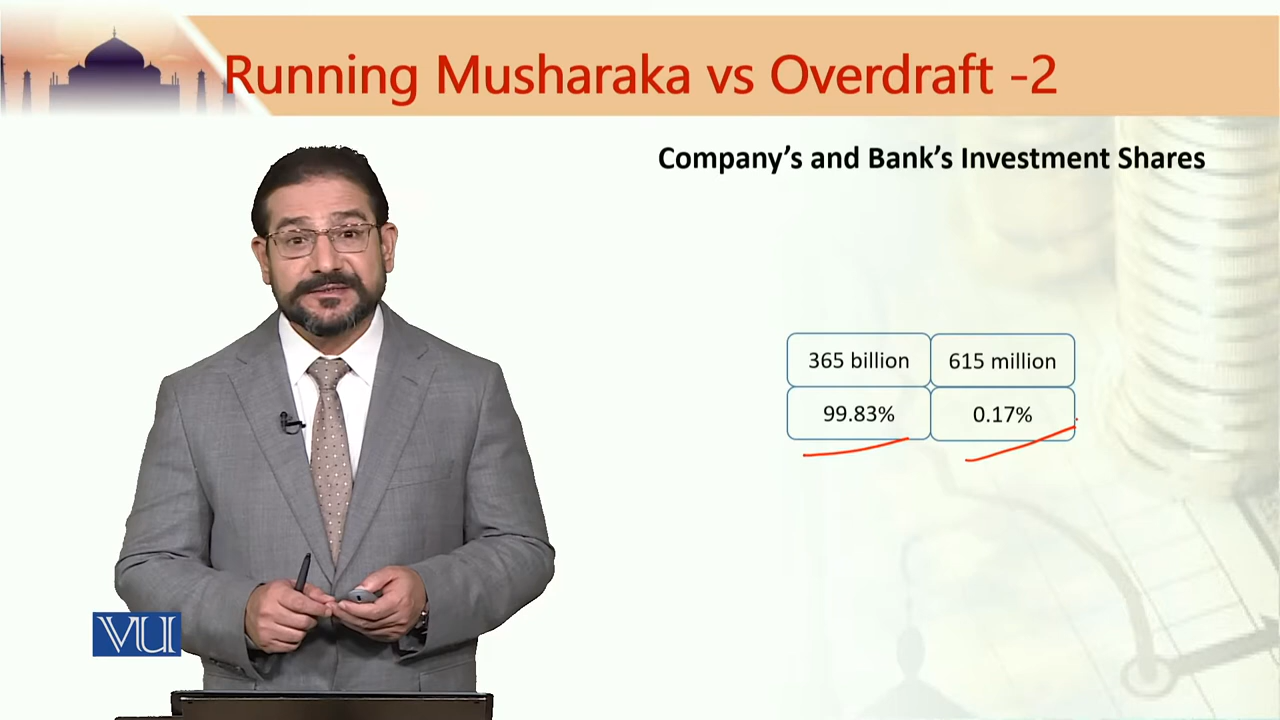 Running Musharaka vs Overdraft -2
Company’s and Bank’s Investment Shares
365 billion 615 million
99.83% 0.17%
VU